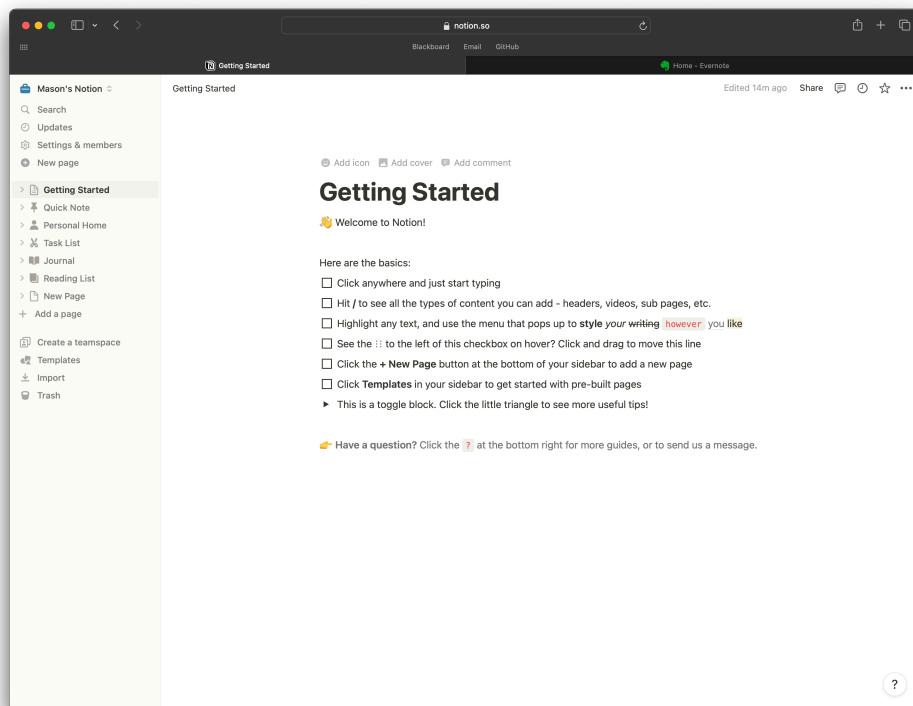 notion.so
Blackboard Email GitHub
Getting Started
Home - Evernote
Mason's Notion
Search
Updates
Settings & members
New page
Getting Started
Quick Note
Personal Home
Task List
Journal
Reading List
New Page
Add a page
Create a teamspace
Templates
Import
Trash
Getting Started
Edited 14m ago Share
Add icon Add cover Add comment
Getting Started
👋 Welcome to Notion!
Here are the basics:
Click anywhere and just start typing
Hit / to see all the types of content you can add - headers, videos, sub pages, etc.
Highlight any text, and use the menu that pops up to style your writing however you like
See the ⋮⋮ to the left of this checkbox on hover? Click and drag to move this line
Click the + New Page button at the bottom of your sidebar to add a new page
Click Templates in your sidebar to get started with pre-built pages
This is a toggle block. Click the little triangle to see more useful tips!
👉 Have a question? Click the ? at the bottom right for more guides, or to send us a message.
?